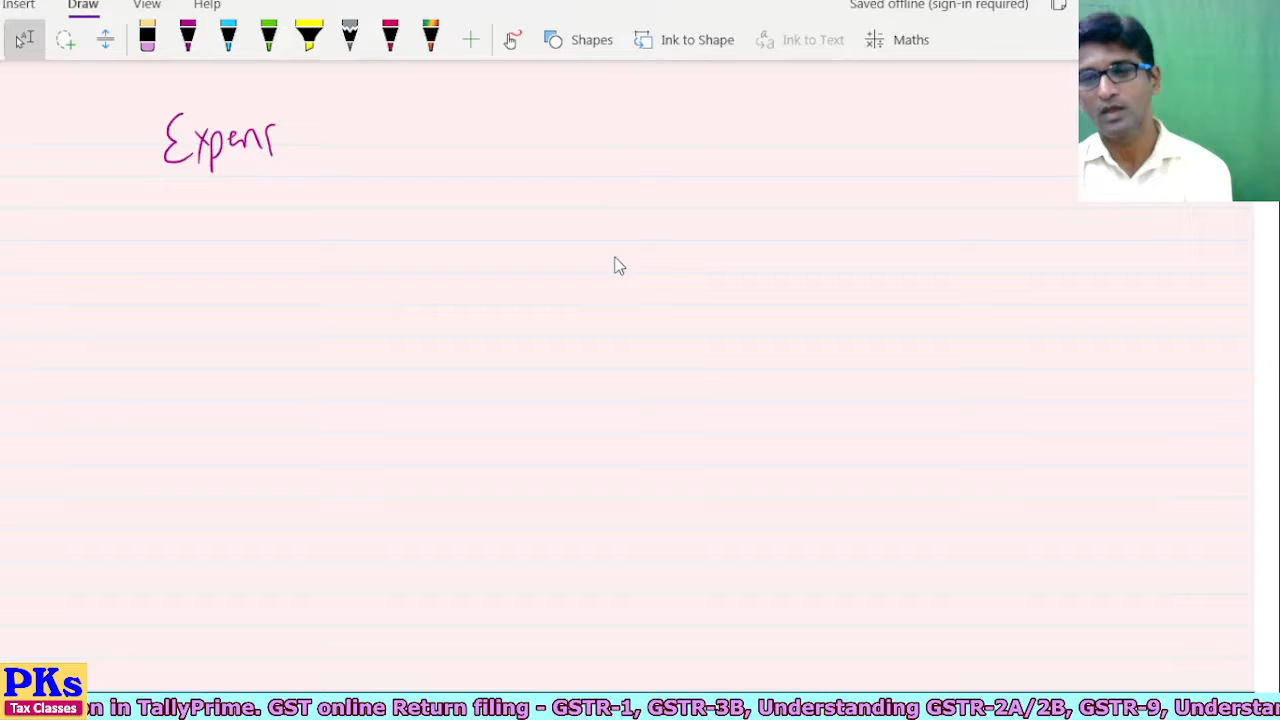 Insert Draw View Help Saved offline (sign-in required)
Shapes Ink to Shape Ink to Text Maths
Expens
PKs
Tax Classes
on in TallyPrime. GST online Return filing - GSTR-1, GSTR-3B, Understanding GSTR-2A/2B, GSTR-9, Understa